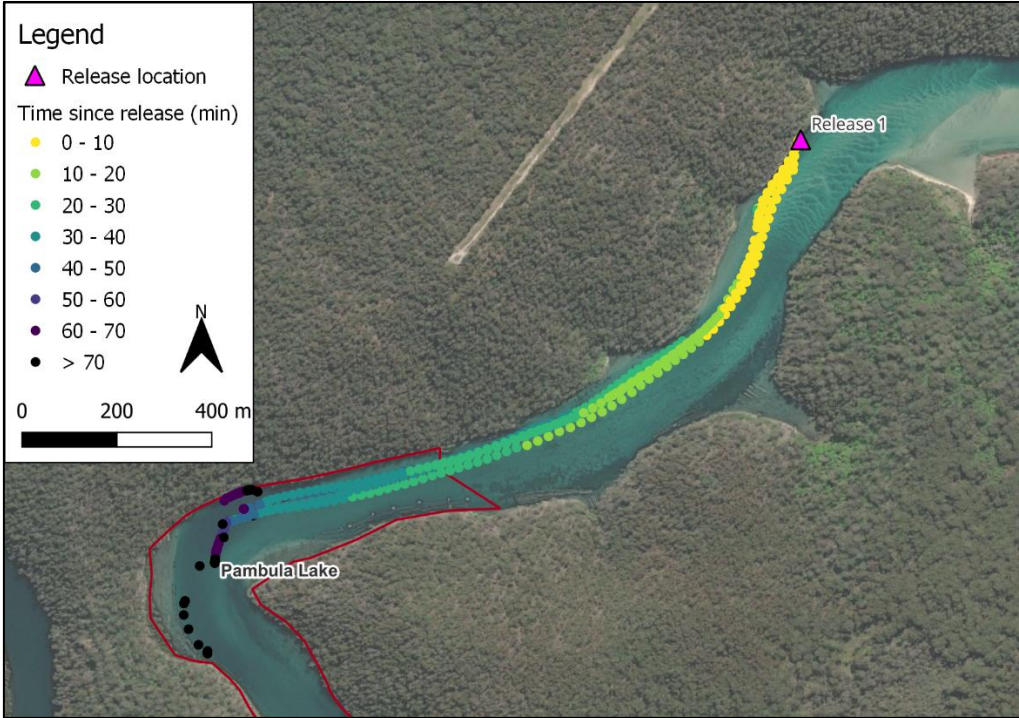 Legend
Release location
Time since release (min)
0 - 10
10 - 20
20 - 30
30 - 40
40 - 50
50 - 60
60 - 70
> 70
N
0 200 400 m
Release 1
Pambula Lake